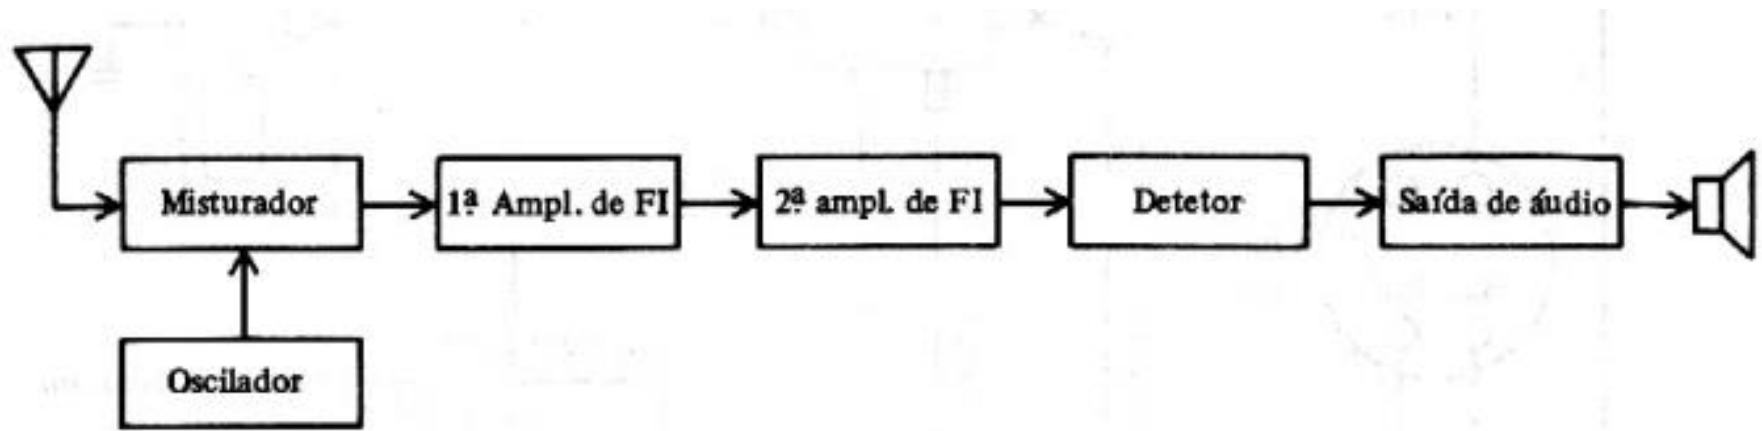 Misturador
1ª Ampl. de FI
2ª ampl. de FI
Detetor
Saída de áudio
Oscilador